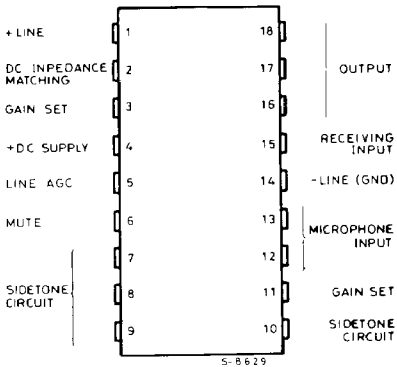 +LINE
1
18
DC INPEDANCE
MATCHING
2
17
OUTPUT
GAIN SET
3
16
+DC SUPPLY
4
15
RECEIVING
INPUT
LINE AGC
5
14
-LINE (GND)
MUTE
6
13
MICROPHONE
INPUT
7
12
SIDETONE
CIRCUIT
8
11
GAIN SET
9
10
SIDETONE
CIRCUIT
S-8629